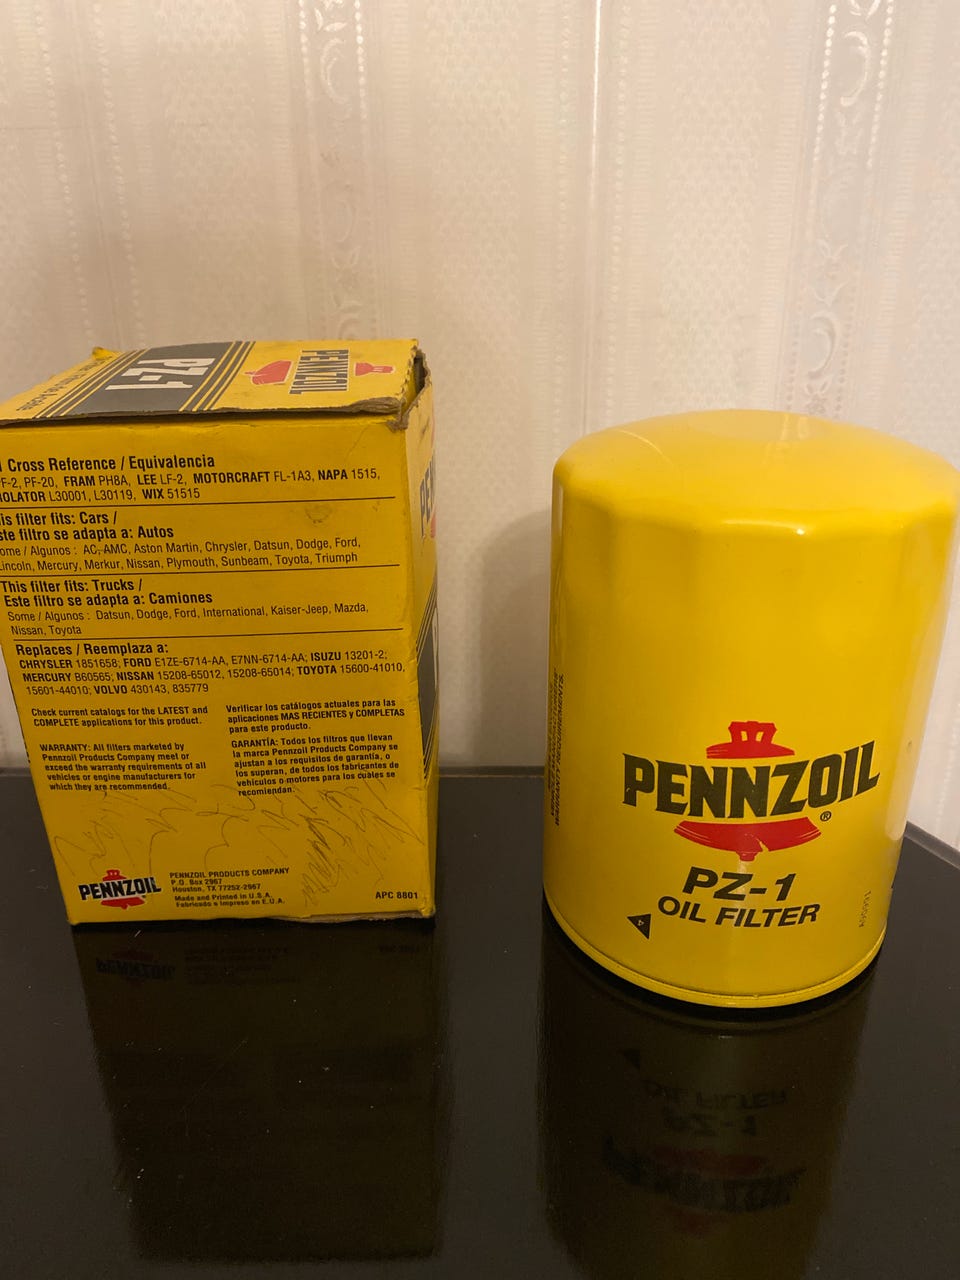 PENNZOIL
PZ-1
Cross Reference / Equivalencia
F-2, PF-20, FRAM PH8A, LEE LF-2, MOTORCRAFT FL-1A3, NAPA 1515,
OLATOR L30001, L30119, WIX 51515
is filter fits: Cars /
ste filtro se adapta a: Autos
ome / Algunos : AC, AMC, Aston Martin, Chrysler, Datsun, Dodge, Ford,
incoln, Mercury, Merkur, Nissan, Plymouth, Sunbeam, Toyota, Triumph
This filter fits: Trucks /
Este filtro se adapta a: Camiones
Some / Algunos : Datsun, Dodge, Ford, International, Kaiser-Jeep, Mazda,
Nissan, Toyota
Replaces / Reemplaza a:
CHRYSLER 1851658; FORD E1ZE-6714-AA, E7NN-6714-AA; ISUZU 13201-2;
MERCURY B60565; NISSAN 15208-65012, 15208-65014; TOYOTA 15600-41010,
15601-44010; VOLVO 430143, 835779
Check current catalogs for the LATEST and
COMPLETE applications for this product.
WARRANTY: All filters marketed by
Pennzoil Products Company meet or
exceed the warranty requirements of all
vehicles or engine manufacturers for
which they are recommended.
Verificar los catálogos actuales para las
aplicaciones MAS RECIENTES y COMPLETAS
para este producto.
GARANTÍA: Todos los filtros que llevan
la marca Pennzoil Products Company se
ajustan a los requisitos de garantía, o
los superan, de todos los fabricantes de
vehículos o motores para los cuáles se
recomiendan.
PENNZOIL
PENNZOIL PRODUCTS COMPANY
P.O. Box 2967
Houston, TX 77252-2967
Made and Printed in U.S.A.
Fabricado e Impreso en E.U.A.
APC 8801
WARRANTY REQUIREMENTS.
PENNZOIL®
PZ-1
OIL FILTER
4